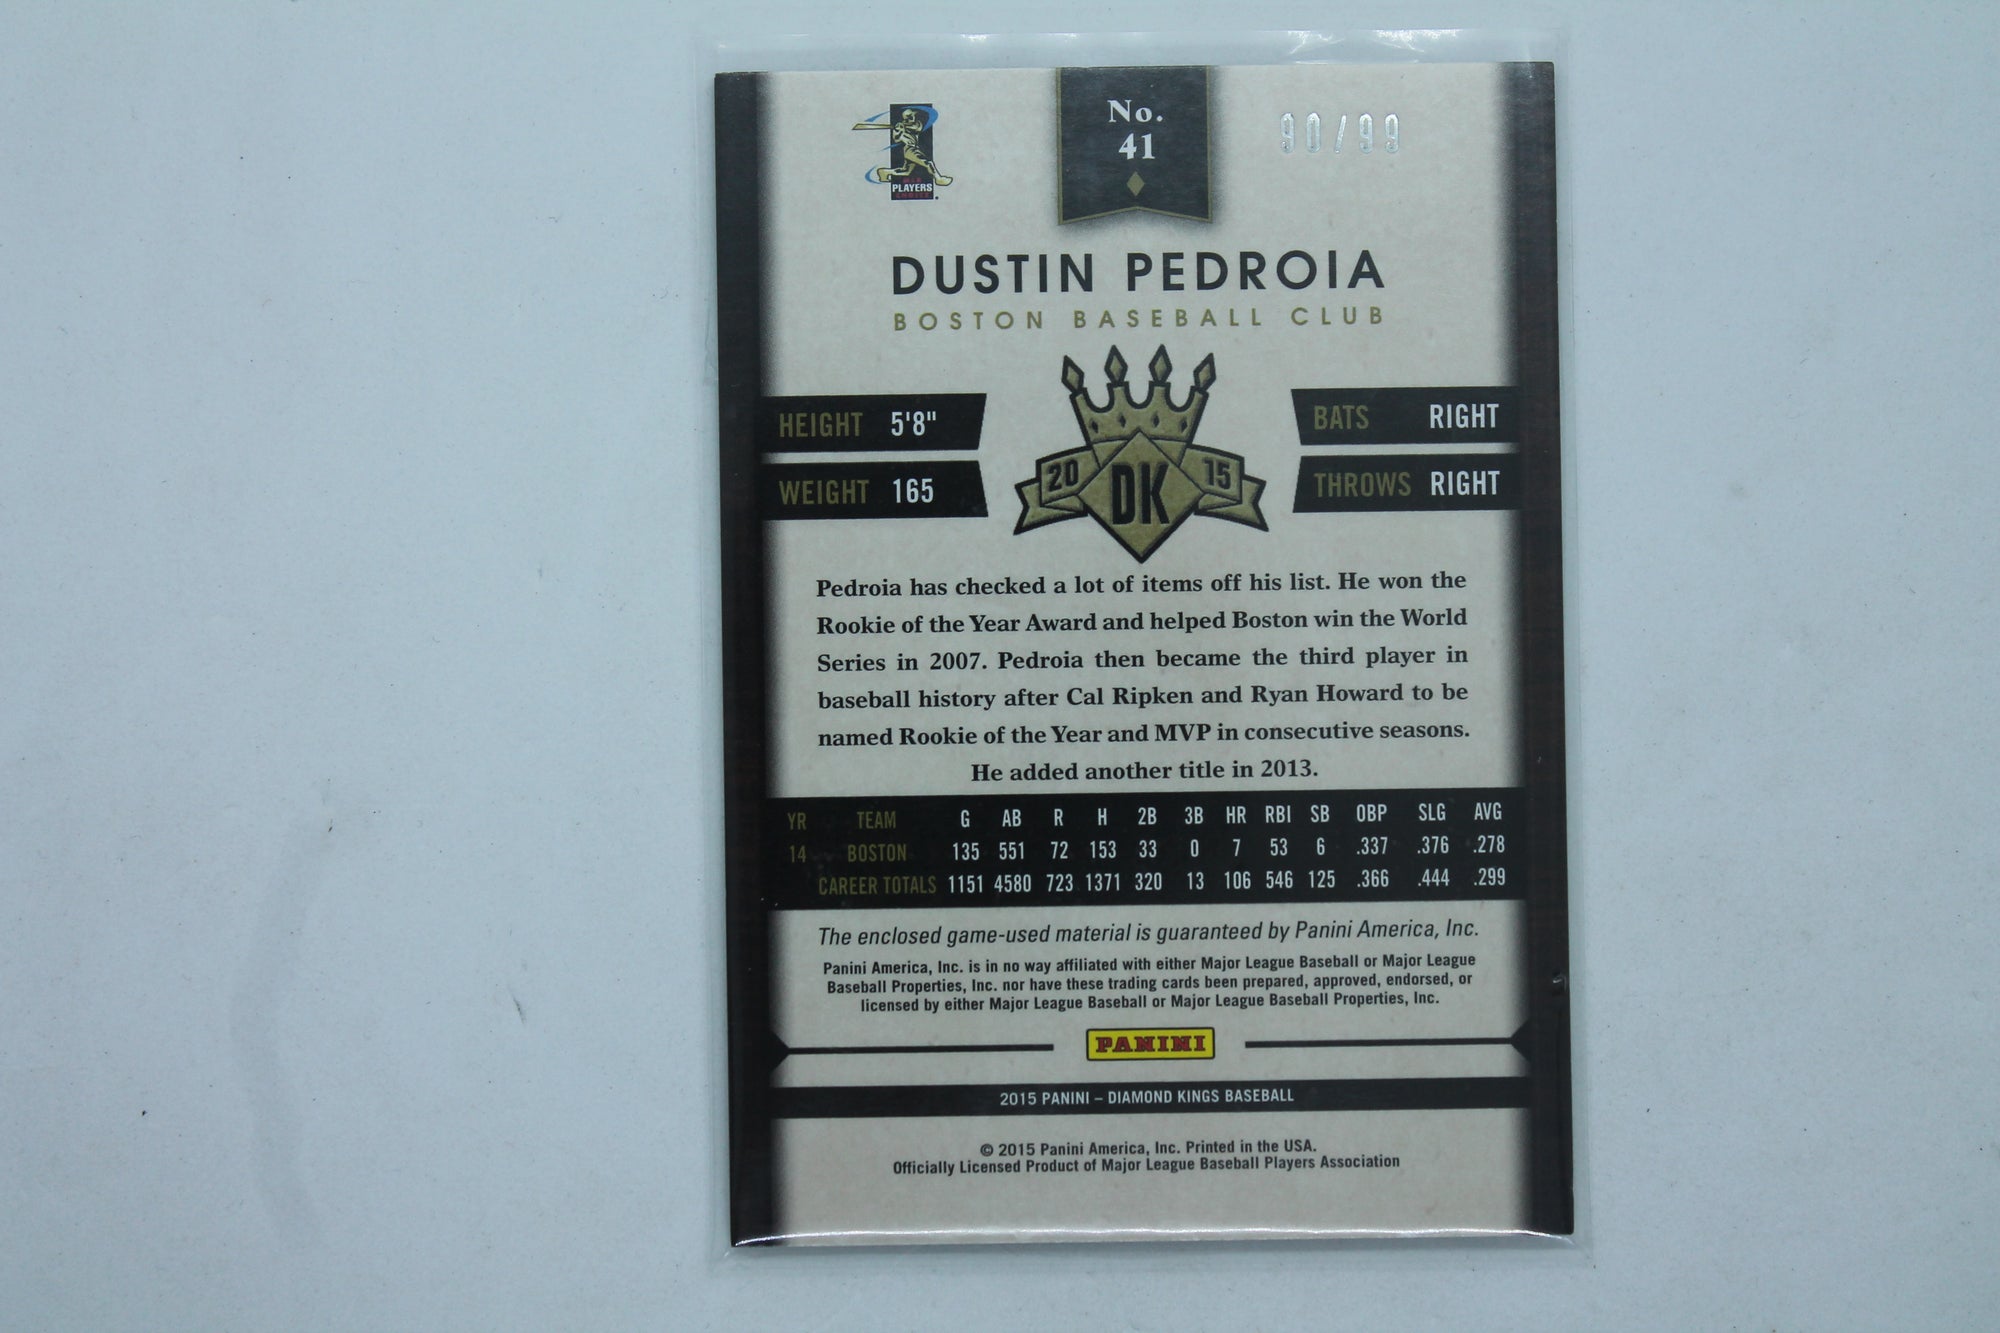 No.
41
90/99
MLB
PLAYERS
CHOICE
DUSTIN PEDROIA
BOSTON BASEBALL CLUB
HEIGHT 5'8"
BATS RIGHT
WEIGHT 165
THROWS RIGHT
20 DK 15
Pedroia has checked a lot of items off his list. He won the
Rookie of the Year Award and helped Boston win the World
Series in 2007. Pedroia then became the third player in
baseball history after Cal Ripken and Ryan Howard to be
named Rookie of the Year and MVP in consecutive seasons.
He added another title in 2013.
YR TEAM G AB R H 2B 3B HR RBI SB OBP SLG AVG
14 BOSTON 135 551 72 153 33 0 7 53 6 .337 .376 .278
CAREER TOTALS 1151 4580 723 1371 320 13 106 546 125 .366 .444 .299
The enclosed game-used material is guaranteed by Panini America, Inc.
Panini America, Inc. is in no way affiliated with either Major League Baseball or Major League
Baseball Properties, Inc. nor have these trading cards been prepared, approved, endorsed, or
licensed by either Major League Baseball or Major League Baseball Properties, Inc.
PANINI
2015 PANINI – DIAMOND KINGS BASEBALL
© 2015 Panini America, Inc. Printed in the USA.
Officially Licensed Product of Major League Baseball Players Association